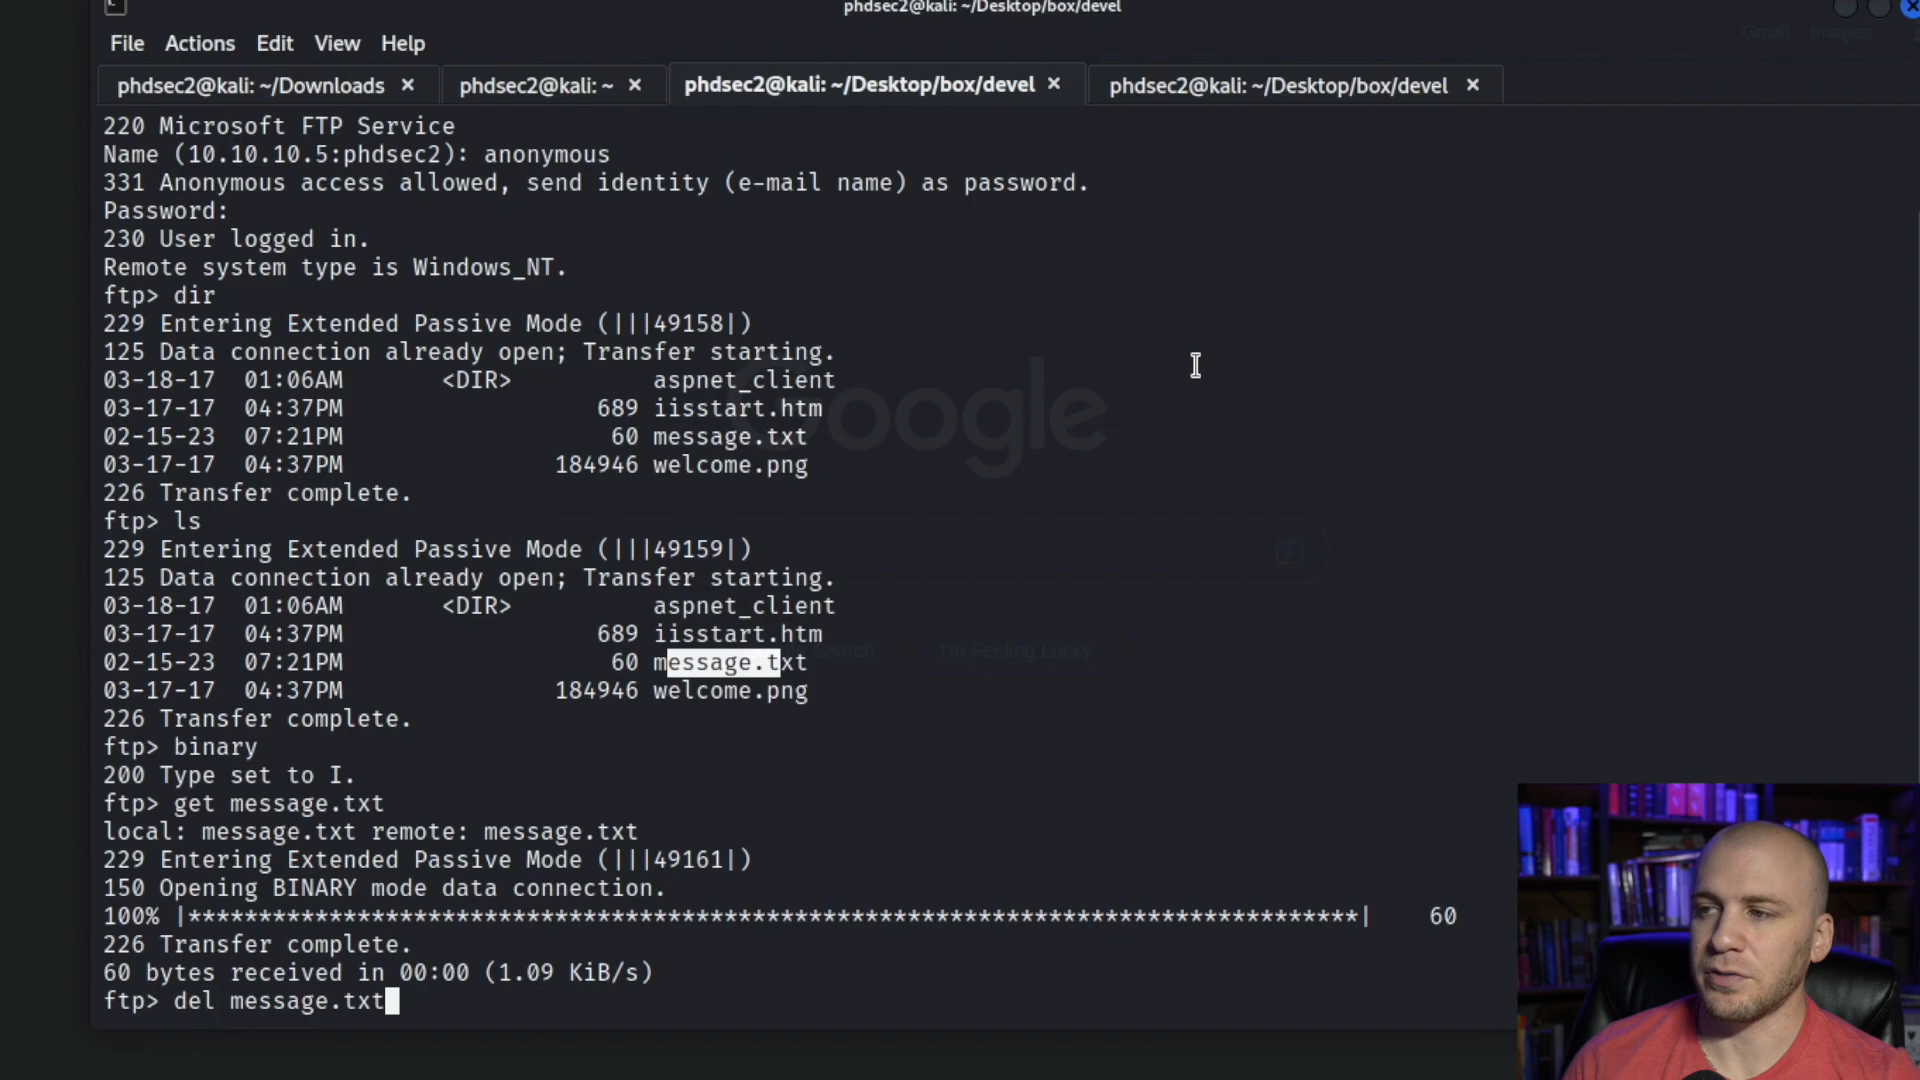 phdsec2@kali: ~/Desktop/box/devel
Gmail Images
File Actions Edit View Help
phdsec2@kali: ~/Downloads × phdsec2@kali: ~ × phdsec2@kali: ~/Desktop/box/devel × phdsec2@kali: ~/Desktop/box/devel ×
220 Microsoft FTP Service
Name (10.10.10.5:phdsec2): anonymous
331 Anonymous access allowed, send identity (e-mail name) as password.
Password:
230 User logged in.
Remote system type is Windows_NT.
ftp> dir
229 Entering Extended Passive Mode (|||49158|)
125 Data connection already open; Transfer starting.
03-18-17 01:06AM <DIR> aspnet_client
03-17-17 04:37PM 689 iisstart.htm
Google
02-15-23 07:21PM 60 message.txt
03-17-17 04:37PM 184946 welcome.png
226 Transfer complete.
ftp> ls
229 Entering Extended Passive Mode (|||49159|)
125 Data connection already open; Transfer starting.
03-18-17 01:06AM <DIR> aspnet_client
03-17-17 04:37PM 689 iisstart.htm
Search I'm Feeling Lucky
02-15-23 07:21PM 60 message.txt
03-17-17 04:37PM 184946 welcome.png
226 Transfer complete.
ftp> binary
200 Type set to I.
ftp> get message.txt
local: message.txt remote: message.txt
229 Entering Extended Passive Mode (|||49161|)
150 Opening BINARY mode data connection.
100% |***********************************************************************************| 60
226 Transfer complete.
60 bytes received in 00:00 (1.09 KiB/s)
ftp> del message.txt